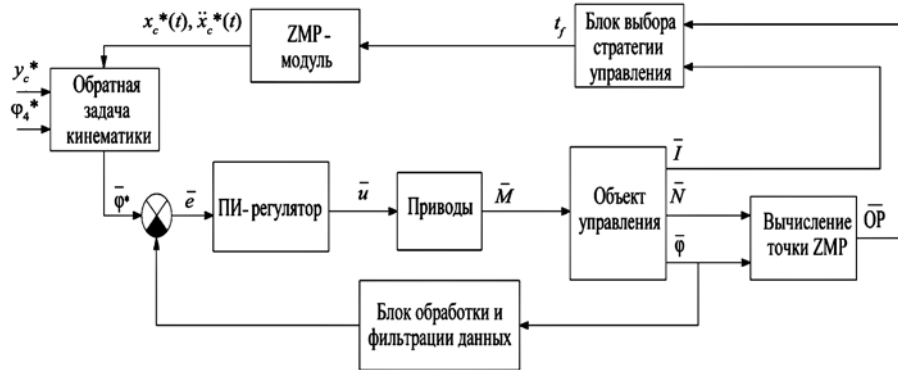 x_c*(t), ẍ_c*(t)
ZMP-
модуль
t_f
Блок выбора
стратегии
управления
y_c*
φ_4*
Обратная
задача
кинематики
φ̄*
ē
ПИ-регулятор
ū
Приводы
M̄
Объект
управления
Ī
N̄
φ̄
Вычисление
точки ZMP
O̅P̅
Блок обработки и
фильтрации данных